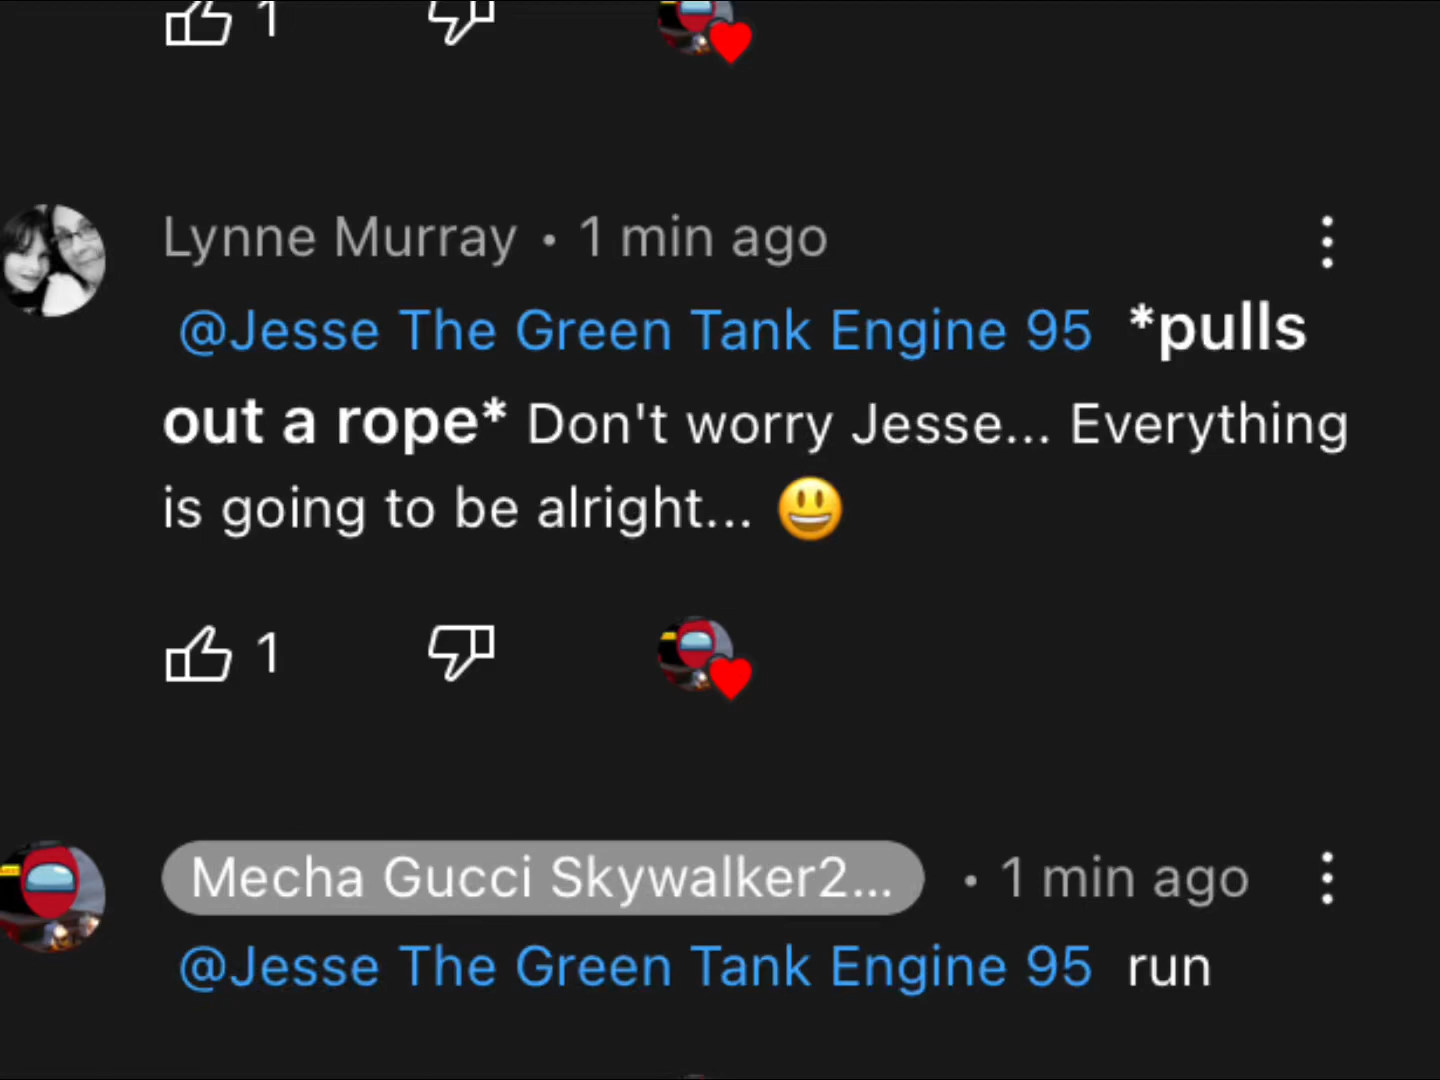 1
Lynne Murray • 1 min ago
@Jesse The Green Tank Engine 95 *pulls
out a rope* Don't worry Jesse... Everything
is going to be alright... 😃
1
Mecha Gucci Skywalker2... • 1 min ago
@Jesse The Green Tank Engine 95 run